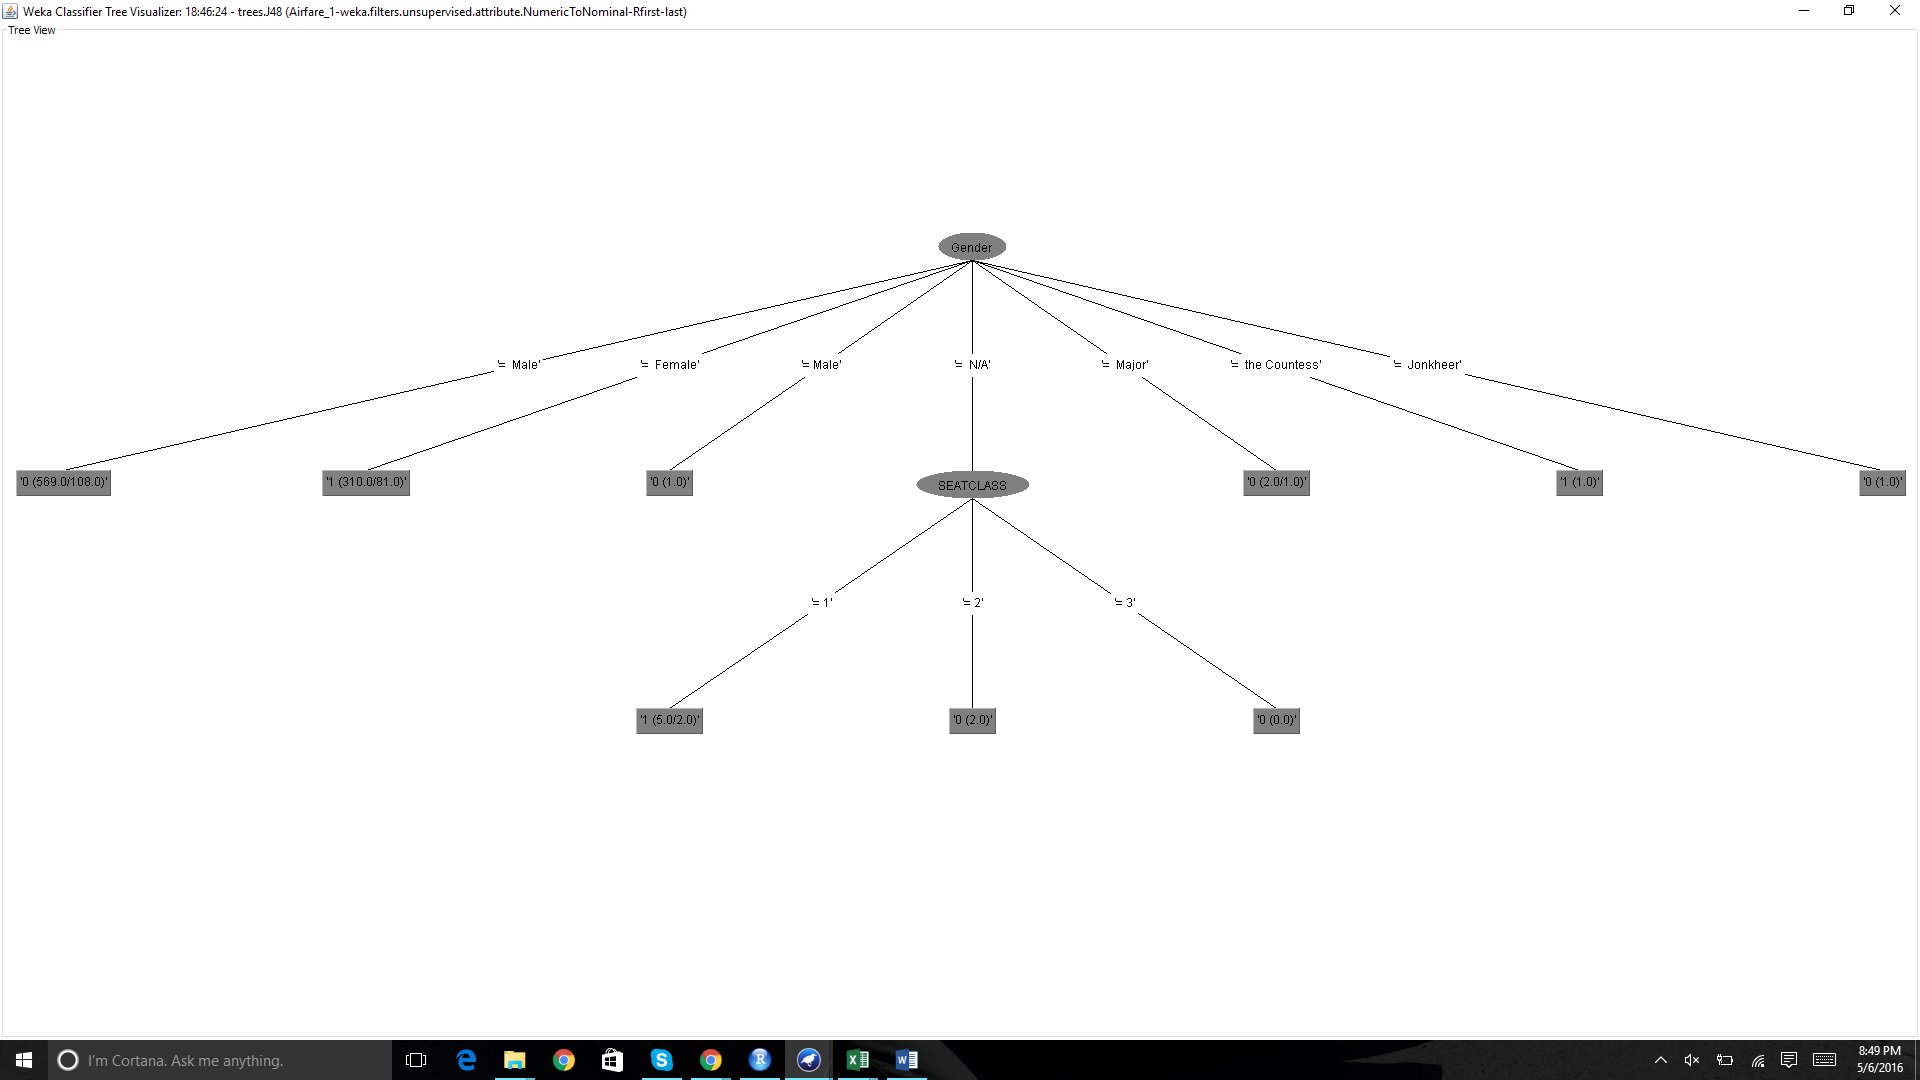 Weka Classifier Tree Visualizer: 18:46:24 - trees.J48 (Airfare_1-weka.filters.unsupervised.attribute.NumericToNominal-Rfirst-last)
Tree View
Gender
'= Male' '= Female' '= Male' '= N/A' '= Major' '= the Countess' '= Jonkheer'
'0 (569.0/108.0)' '1 (310.0/81.0)' '0 (1.0)' SEATCLASS '0 (2.0/1.0)' '1 (1.0)' '0 (1.0)'
'= 1' '= 2' '= 3'
'1 (5.0/2.0)' '0 (2.0)' '0 (0.0)'
I'm Cortana. Ask me anything.
8:49 PM
5/6/2016